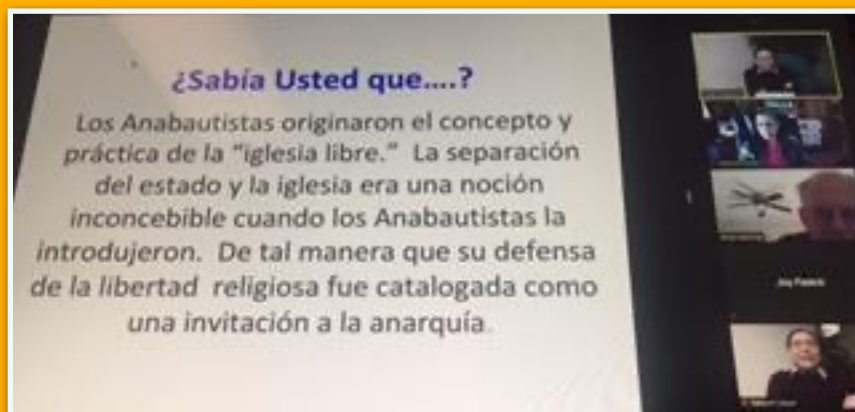 ¿Sabía Usted que....?
Los Anabautistas originaron el concepto y
práctica de la "iglesia libre." La separación
del estado y la iglesia era una noción
inconcebible cuando los Anabautistas la
introdujeron. De tal manera que su defensa
de la libertad religiosa fue catalogada como
una invitación a la anarquía.